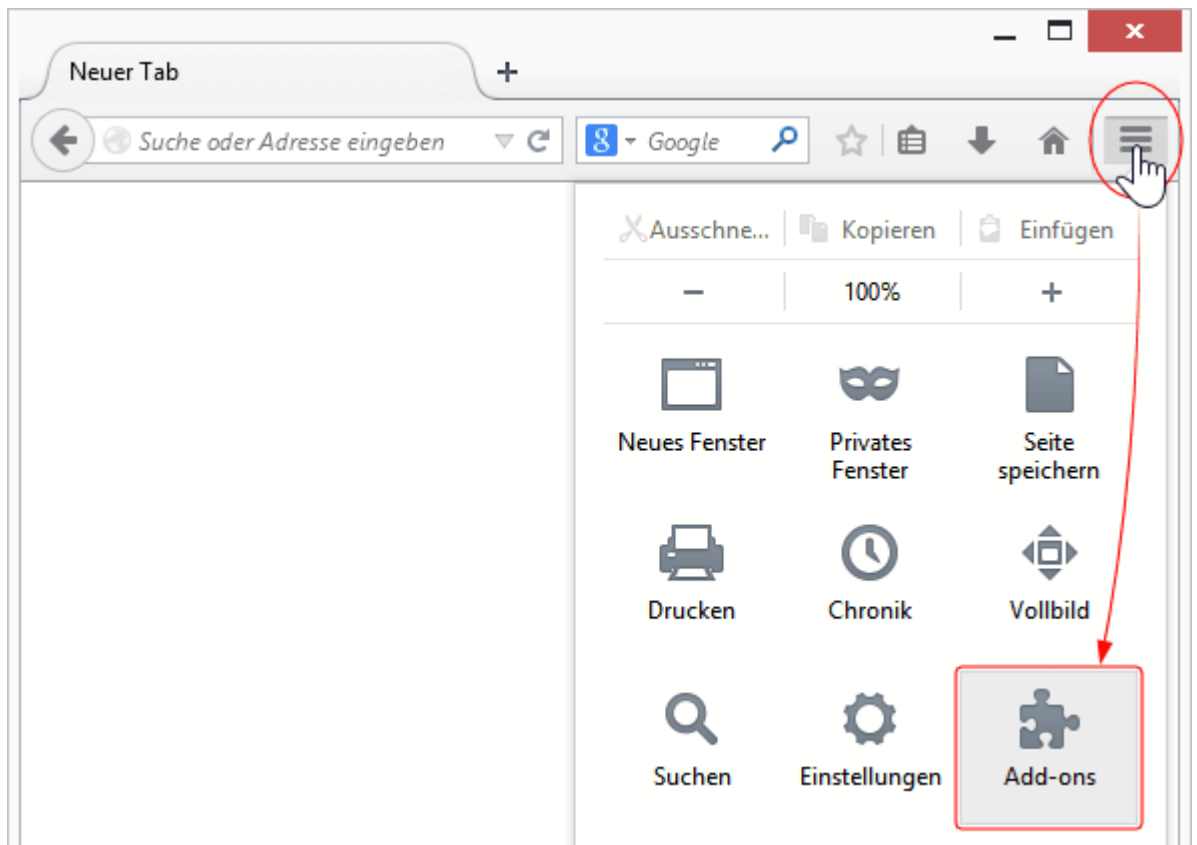 Neuer Tab
Suche oder Adresse eingeben
8 Google
Ausschne... Kopieren Einfügen
100%
Neues Fenster Privates Fenster Seite speichern
Drucken Chronik Vollbild
Suchen Einstellungen Add-ons